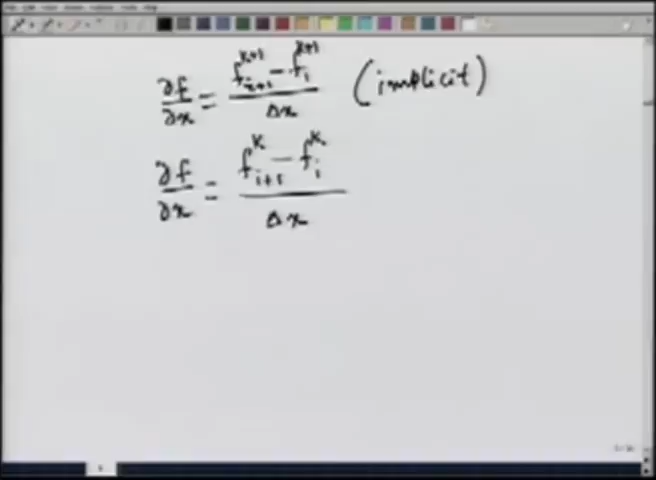 ∂f/∂x = (f_{i+1}^{k+1} - f_i^{k+1})/Δx (implicit)
∂f/∂x = (f_{i+1}^k - f_i^k)/Δx